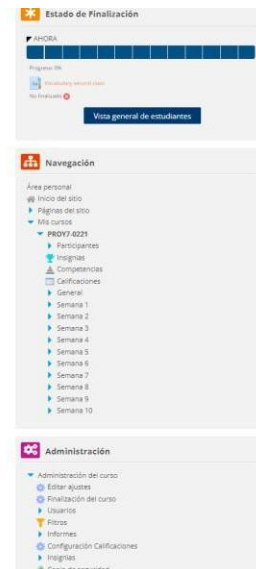 Estado de Finalización
AHORA
Progreso: 0%
No finalizado
Vista general de estudiantes
Navegación
Área personal
Inicio del sitio
Páginas del sitio
Mis cursos
PROY7-0221
Participantes
Insignias
Competencias
Calificaciones
General
Semana 1
Semana 2
Semana 3
Semana 4
Semana 5
Semana 6
Semana 7
Semana 8
Semana 9
Semana 10
Administración
Administración del curso
Editar ajustes
Finalización del curso
Usuarios
Filtros
Informes
Configuración Calificaciones
Insignias
Copia de seguridad